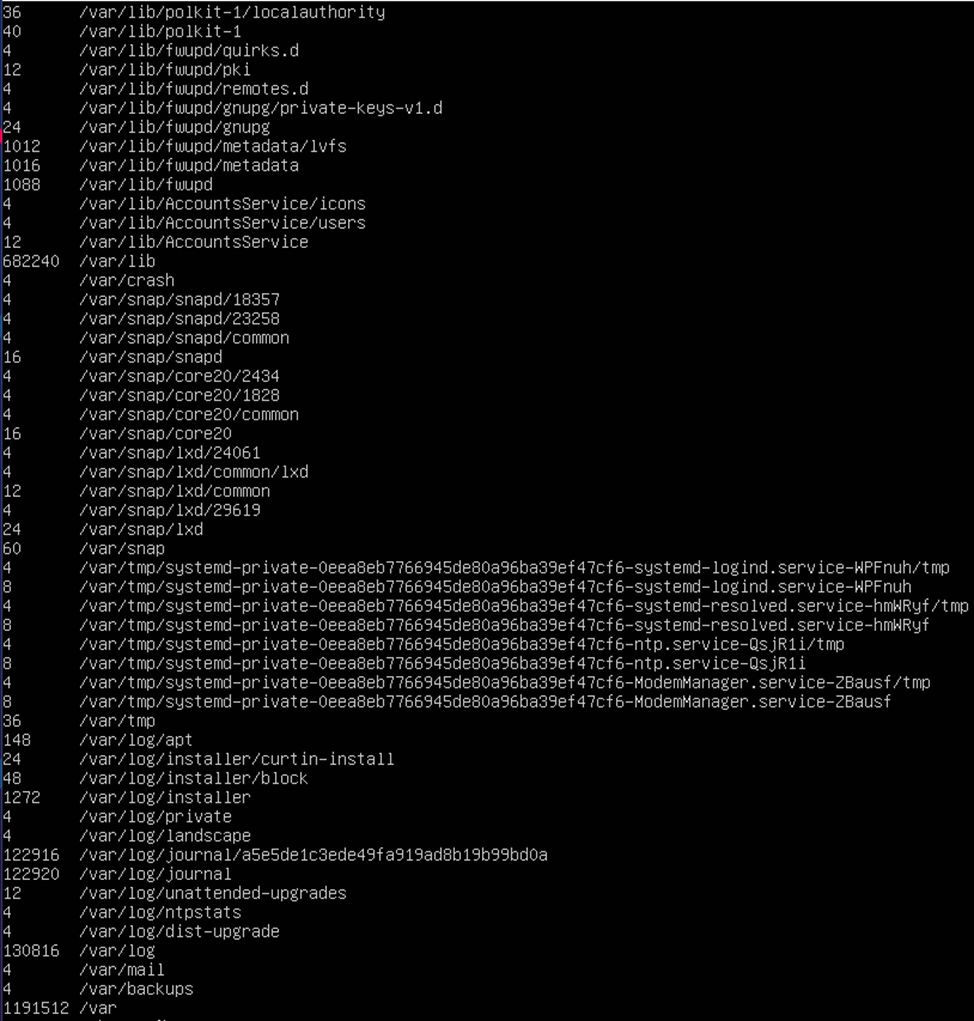 36 /var/lib/polkit-1/localauthority
40 /var/lib/polkit-1
4 /var/lib/fwupd/quirks.d
12 /var/lib/fwupd/pki
4 /var/lib/fwupd/remotes.d
4 /var/lib/fwupd/gnupg/private-keys-v1.d
24 /var/lib/fwupd/gnupg
1012 /var/lib/fwupd/metadata/lvfs
1016 /var/lib/fwupd/metadata
1088 /var/lib/fwupd
4 /var/lib/AccountsService/icons
4 /var/lib/AccountsService/users
12 /var/lib/AccountsService
682240 /var/lib
4 /var/crash
4 /var/snap/snapd/18357
4 /var/snap/snapd/23258
4 /var/snap/snapd/common
16 /var/snap/snapd
4 /var/snap/core20/2434
4 /var/snap/core20/1828
4 /var/snap/core20/common
16 /var/snap/core20
4 /var/snap/lxd/24061
4 /var/snap/lxd/common/lxd
12 /var/snap/lxd/common
4 /var/snap/lxd/29619
24 /var/snap/lxd
60 /var/snap
4 /var/tmp/systemd-private-0eea8eb7766945de80a96ba39ef47cf6-systemd-logind.service-WPFnuh/tmp
8 /var/tmp/systemd-private-0eea8eb7766945de80a96ba39ef47cf6-systemd-logind.service-WPFnuh
4 /var/tmp/systemd-private-0eea8eb7766945de80a96ba39ef47cf6-systemd-resolved.service-hmWRyf/tmp
8 /var/tmp/systemd-private-0eea8eb7766945de80a96ba39ef47cf6-systemd-resolved.service-hmWRyf
4 /var/tmp/systemd-private-0eea8eb7766945de80a96ba39ef47cf6-ntp.service-QsjR1i/tmp
8 /var/tmp/systemd-private-0eea8eb7766945de80a96ba39ef47cf6-ntp.service-QsjR1i
4 /var/tmp/systemd-private-0eea8eb7766945de80a96ba39ef47cf6-ModemManager.service-ZBausf/tmp
8 /var/tmp/systemd-private-0eea8eb7766945de80a96ba39ef47cf6-ModemManager.service-ZBausf
36 /var/tmp
148 /var/log/apt
24 /var/log/installer/curtin-install
48 /var/log/installer/block
1272 /var/log/installer
4 /var/log/private
4 /var/log/landscape
122916 /var/log/journal/a5e5de1c3ede49fa919ad8b19b99bd0a
122920 /var/log/journal
12 /var/log/unattended-upgrades
4 /var/log/ntpstats
4 /var/log/dist-upgrade
130816 /var/log
4 /var/mail
4 /var/backups
1191512 /var